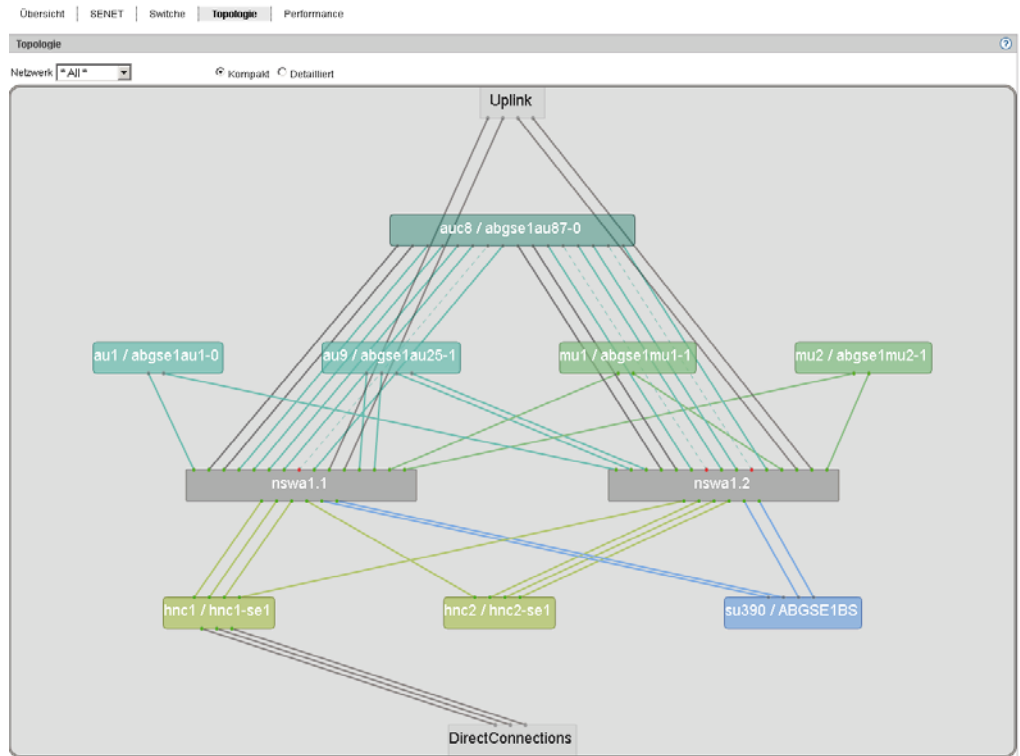 Übersicht SENET Switche Topologie Performance
Topologie ?
Netzwerk * All * Kompakt Detailliert
Uplink
auc8 / abgse1au87-0
au1 / abgse1au1-0 au9 / abgse1au25-1 mu1 / abgse1mu1-1 mu2 / abgse1mu2-1
nswa1.1 nswa1.2
hnc1 / hnc1-se1 hnc2 / hnc2-se1 su390 / ABGSE1BS
DirectConnections